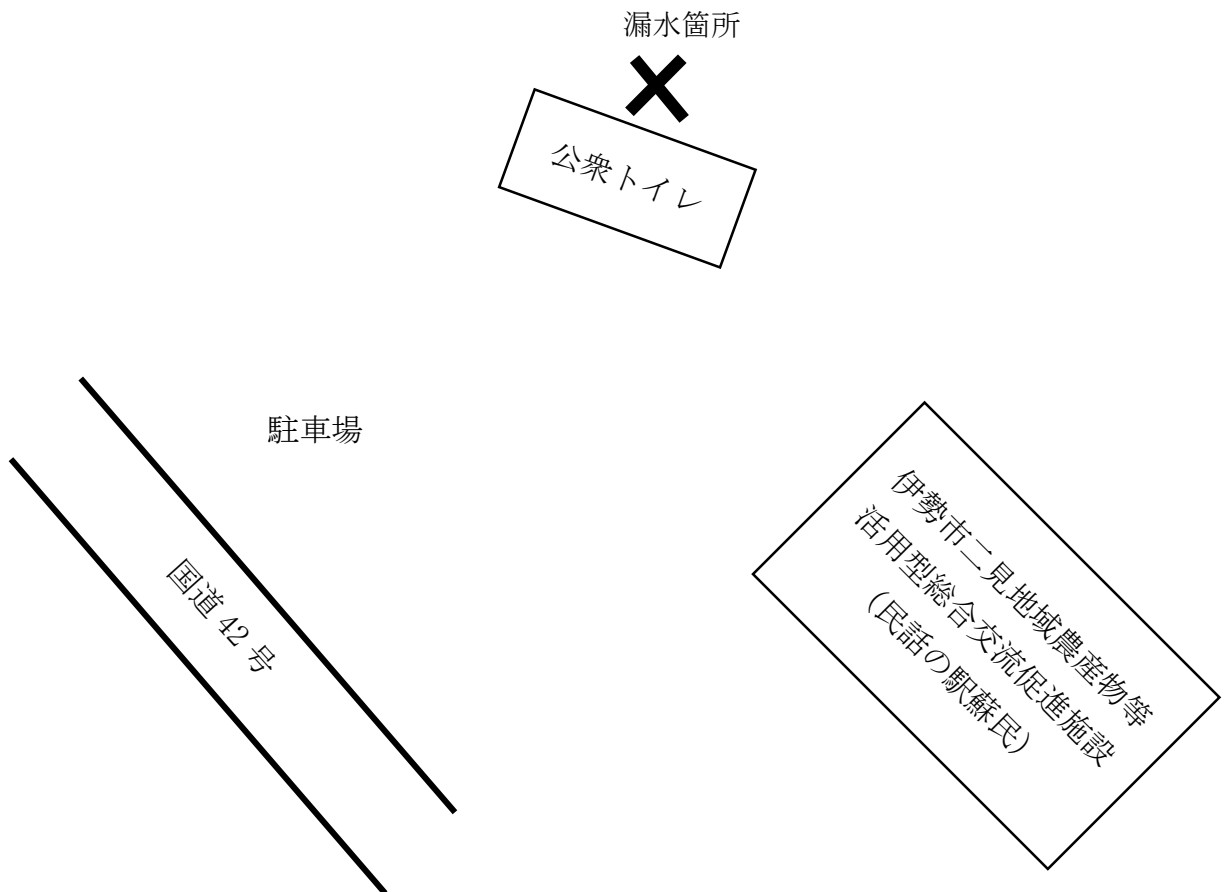 漏水箇所
公衆トイレ
駐車場
国道 42 号
伊勢市二見地域農産物等
活用型総合交流促進施設
(民話の駅蘇民)